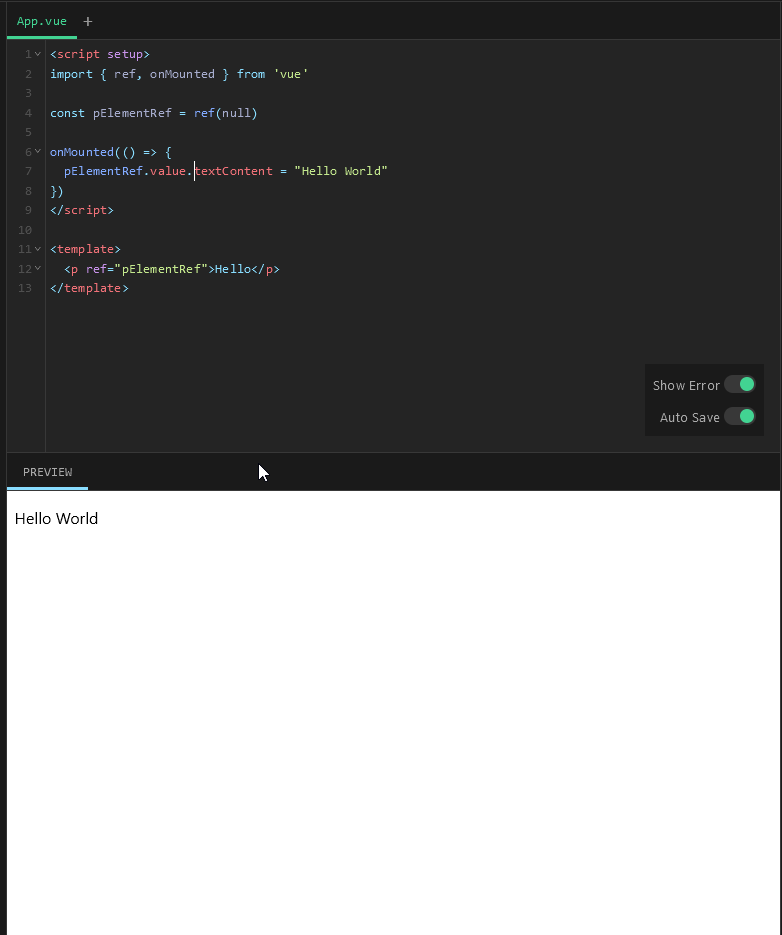 App.vue +
1 <script setup>
2 import { ref, onMounted } from 'vue'
3
4 const pElementRef = ref(null)
5
6 onMounted(() => {
7   pElementRef.value.textContent = "Hello World"
8 })
9 </script>
10
11 <template>
12   <p ref="pElementRef">Hello</p>
13 </template>
Show Error
Auto Save
PREVIEW
Hello World